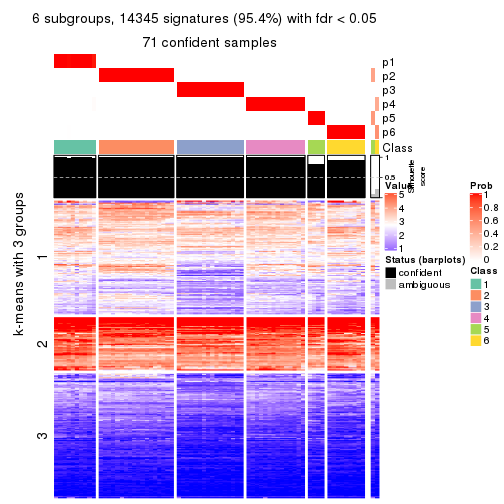 6 subgroups, 14345 signatures (95.4%) with fdr < 0.05
71 confident samples
p1
p2
p3
p4
p5
p6
Class
1
0.5
Silhouette
score
k-means with 3 groups
1
2
3
Value
5
4
3
2
1
Status (barplots)
confident
ambiguous
Prob
1
0.8
0.6
0.4
0.2
0
Class
1
2
3
4
5
6